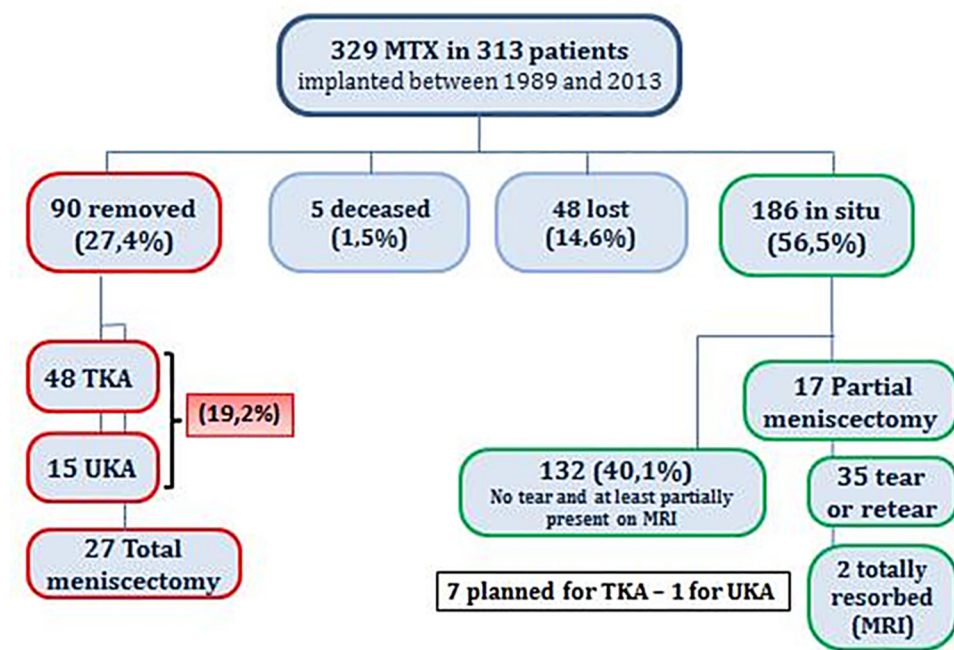 329 MTX in 313 patients
implanted between 1989 and 2013
90 removed
(27,4%)
5 deceased
(1,5%)
48 lost
(14,6%)
186 in situ
(56,5%)
48 TKA
15 UKA
(19,2%)
27 Total
meniscectomy
17 Partial
meniscectomy
132 (40,1%)
No tear and at least partially
present on MRI
35 tear
or retear
2 totally
resorbed
(MRI)
7 planned for TKA – 1 for UKA